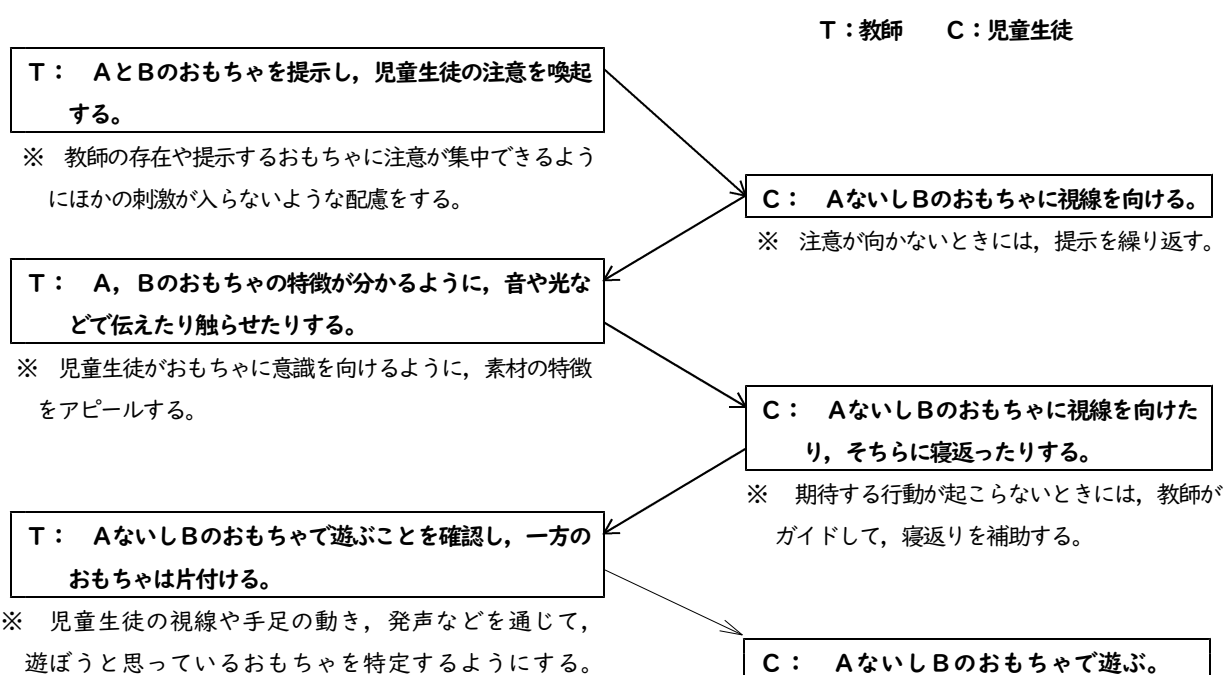 T:教師　　C:児童生徒
T:　AとBのおもちゃを提示し，児童生徒の注意を喚起
する。
※　教師の存在や提示するおもちゃに注意が集中できるよう
にほかの刺激が入らないような配慮をする。
C:　AないしBのおもちゃに視線を向ける。
※　注意が向かないときには，提示を繰り返す。
T:　A，Bのおもちゃの特徴が分かるように，音や光な
どで伝えたり触らせたりする。
※　児童生徒がおもちゃに意識を向けるように，素材の特徴
をアピールする。
C:　AないしBのおもちゃに視線を向けた
り，そちらに寝返ったりする。
※　期待する行動が起こらないときには，教師が
ガイドして，寝返りを補助する。
T:　AないしBのおもちゃで遊ぶことを確認し，一方の
おもちゃは片付ける。
※　児童生徒の視線や手足の動き，発声などを通じて，
遊ぼうと思っているおもちゃを特定するようにする。
C:　AないしBのおもちゃで遊ぶ。